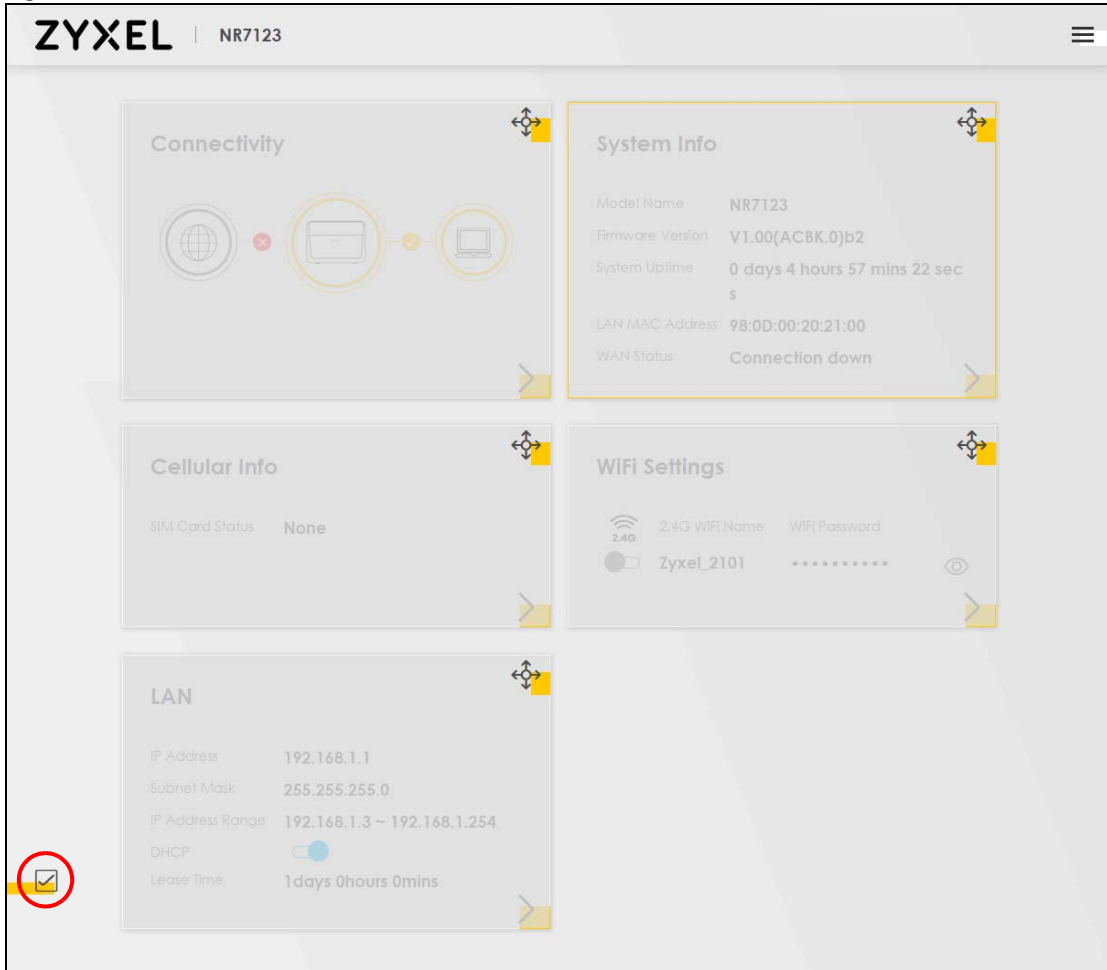 ZYXEL NR7123
Connectivity
System Info
Model Name NR7123
Firmware Version V1.00(ACBK.0)b2
System Uptime 0 days 4 hours 57 mins 22 sec
s
LAN MAC Address 98:0D:00:20:21:00
WAN Status Connection down
Cellular Info
SIM Card Status None
WiFi Settings
2.4G 2.4G WiFi Name WiFi Password
Zyxel_2101 ••••••••••
LAN
IP Address 192.168.1.1
Subnet Mask 255.255.255.0
IP Address Range 192.168.1.3 ~ 192.168.1.254
DHCP
Lease Time 1days 0hours 0mins